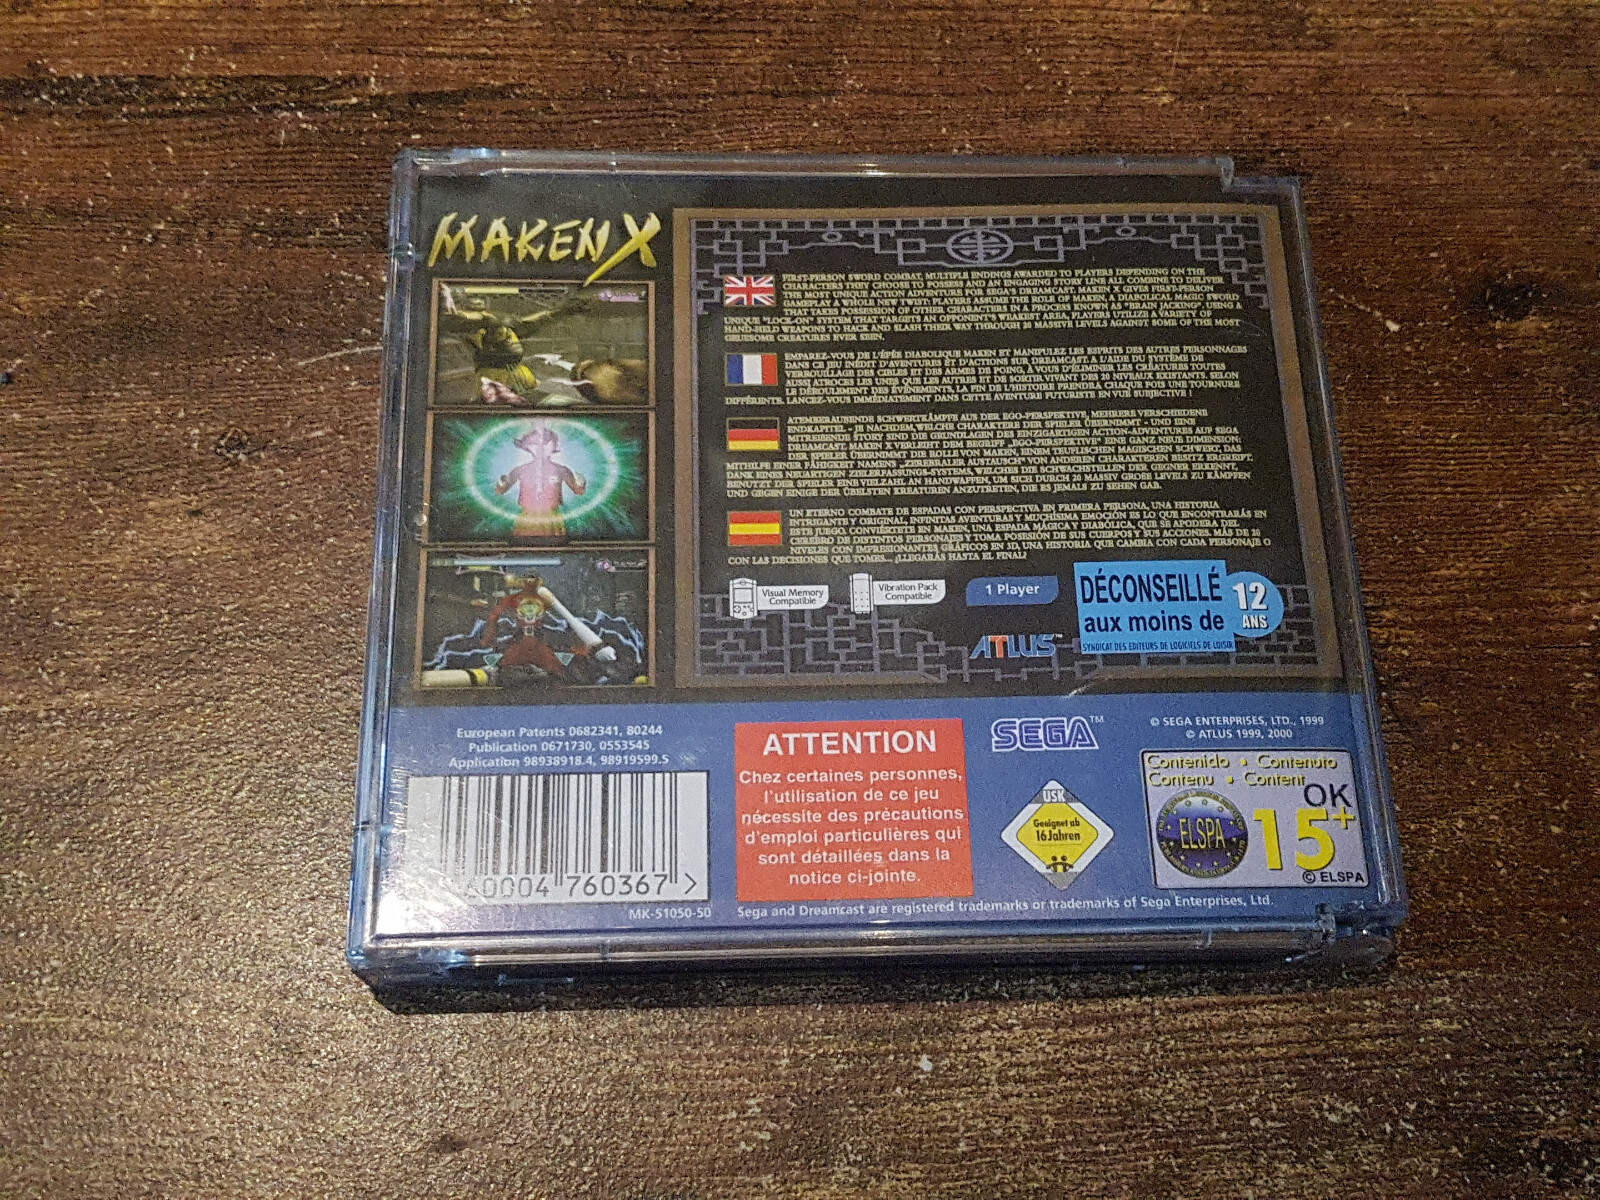 MAKEN X
FIRST-PERSON SWORD COMBAT, MULTIPLE ENDINGS AWARDED TO PLAYERS DEPENDING ON THE
CHARACTERS THEY CHOOSE TO POSSESS AND AN ENGAGING STORY LINE ALL COMBINE TO DELIVER
THE MOST UNIQUE ACTION ADVENTURE FOR SEGA'S DREAMCAST. MAKEN X GIVES FIRST-PERSON
GAMEPLAY A WHOLE NEW TWIST: PLAYERS ASSUME THE ROLE OF MAKEN, A DIABOLICAL MAGIC SWORD
THAT TAKES POSSESSION OF OTHER CHARACTERS IN A PROCESS KNOWN AS "BRAIN JACKING". USING A
UNIQUE "LOCK-ON" SYSTEM THAT TARGETS AN OPPONENT'S WEAKEST AREA, PLAYERS UTILIZE A VARIETY OF
HAND-HELD WEAPONS TO HACK AND SLASH THEIR WAY THROUGH 20 MASSIVE LEVELS AGAINST SOME OF THE MOST
GRUESOME CREATURES EVER SEEN.
EMPAREZ-VOUS DE L'ÉPÉE DIABOLIQUE MAKEN ET MANIPULEZ LES ESPRITS DES AUTRES PERSONNAGES
DANS CE JEU INÉDIT D'AVENTURES ET D'ACTIONS SUR DREAMCAST. A L'AIDE DU SYSTÈME DE
VERROUILLAGE DES CIBLES ET DES ARMES DE POING, À VOUS D'ÉLIMINER LES CRÉATURES TOUTES
AUSSI ATROCES LES UNES QUE LES AUTRES ET DE SORTIR VIVANT DES 20 NIVEAUX EXISTANTS. SELON
LE DÉROULEMENT DES ÉVÉNEMENTS, LA FIN DE L'HISTOIRE PRENDRA CHAQUE FOIS UNE TOURNURE
DIFFÉRENTE. LANCEZ-VOUS IMMÉDIATEMENT DANS CETTE AVENTURE FUTURISTE EN VUE SUBJECTIVE !
ATEMBERAUBENDE SCHWERTKÄMPFE AUS DER EGO-PERSPEKTIVE, MEHRERE VERSCHIEDENE
ENDKAPITEL - JE NACHDEM, WELCHE CHARAKTERE DER SPIELER ÜBERNIMMT - UND EINE
MITREIßENDE STORY SIND DIE GRUNDLAGEN DES EINZIGARTIGEN ACTION-ADVENTURES AUF SEGA
DREAMCAST. MAKEN X VERLEIHT DEM BEGRIFF „EGO-PERSPEKTIVE" EINE GANZ NEUE DIMENSION:
DER SPIELER ÜBERNIMMT DIE ROLLE VON MAKEN, EINEM TEUFLISCHEN MAGISCHEN SCHWERT, DAS
MITHILFE EINER FÄHIGKEIT NAMENS „ZEREBRALER AUSTAUSCH" VON ANDEREN CHARAKTEREN BESITZ ERGREIFT.
DANK EINES NEUARTIGEN ZIELERFASSUNGS-SYSTEMS, WELCHES DIE SCHWACHSTELLEN DER GEGNER ERKENNT,
BENUTZT DER SPIELER EINE VIELZAHL AN HANDWAFFEN, UM SICH DURCH 20 MASSIV GROßE LEVELS ZU KÄMPFEN
UND GEGEN EINIGE DER ÜBELSTEN KREATUREN ANZUTRETEN, DIE ES JEMALS ZU SEHEN GAB.
UN ETERNO COMBATE DE ESPADAS CON PERSPECTIVA EN PRIMERA PERSONA, UNA HISTORIA
INTRIGANTE Y ORIGINAL, INFINITAS AVENTURAS Y MUCHÍSIMA EMOCIÓN ES LO QUE ENCONTRARÁS EN
ESTE JUEGO. CONVIÉRTETE EN MAKEN, UNA ESPADA MÁGICA Y DIABÓLICA, QUE SE APODERA DEL
CEREBRO DE DISTINTOS PERSONAJES Y TOMA POSESIÓN DE SUS CUERPOS Y SUS ACCIONES. MÁS DE 20
NIVELES CON IMPRESIONANTES GRÁFICOS EN 3D, UNA HISTORIA QUE CAMBIA CON CADA PERSONAJE O
CON LAS DECISIONES QUE TOMES... ¡LLEGARÁS HASTA EL FINAL!
Visual Memory
Compatible
Vibration Pack
Compatible
1 Player
ATLUS™
DÉCONSEILLÉ
aux moins de
12
ANS
SYNDICAT DES EDITEURS DE LOGICIELS DE LOISIR
European Patents 0682341, 80244
Publication 0671730, 0553545
Application 98938918.4, 98919599.5
60004 760367 >
MK-51050-50
ATTENTION
Chez certaines personnes,
l'utilisation de ce jeu
nécessite des précautions
d'emploi particulières qui
sont détaillées dans la
notice ci-jointe.
SEGA™
© SEGA ENTERPRISES, LTD., 1999
© ATLUS 1999, 2000
USK
Geeignet ab
16 Jahren
Contenido • Contenuto
Contenu • Content
OK
ELSPA
15+
© ELSPA
Sega and Dreamcast are registered trademarks or trademarks of Sega Enterprises, Ltd.